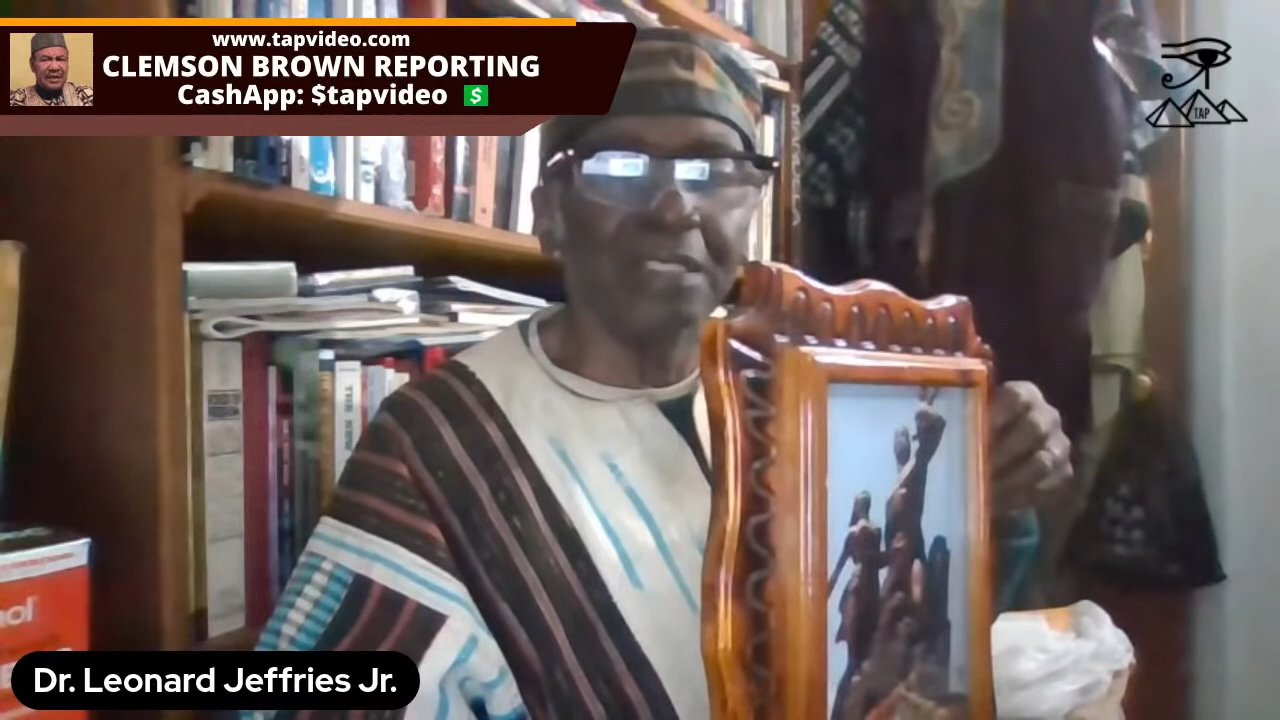 www.tapvideo.com
CLEMSON BROWN REPORTING
CashApp: $tapvideo $
TAP
Dr. Leonard Jeffries Jr.